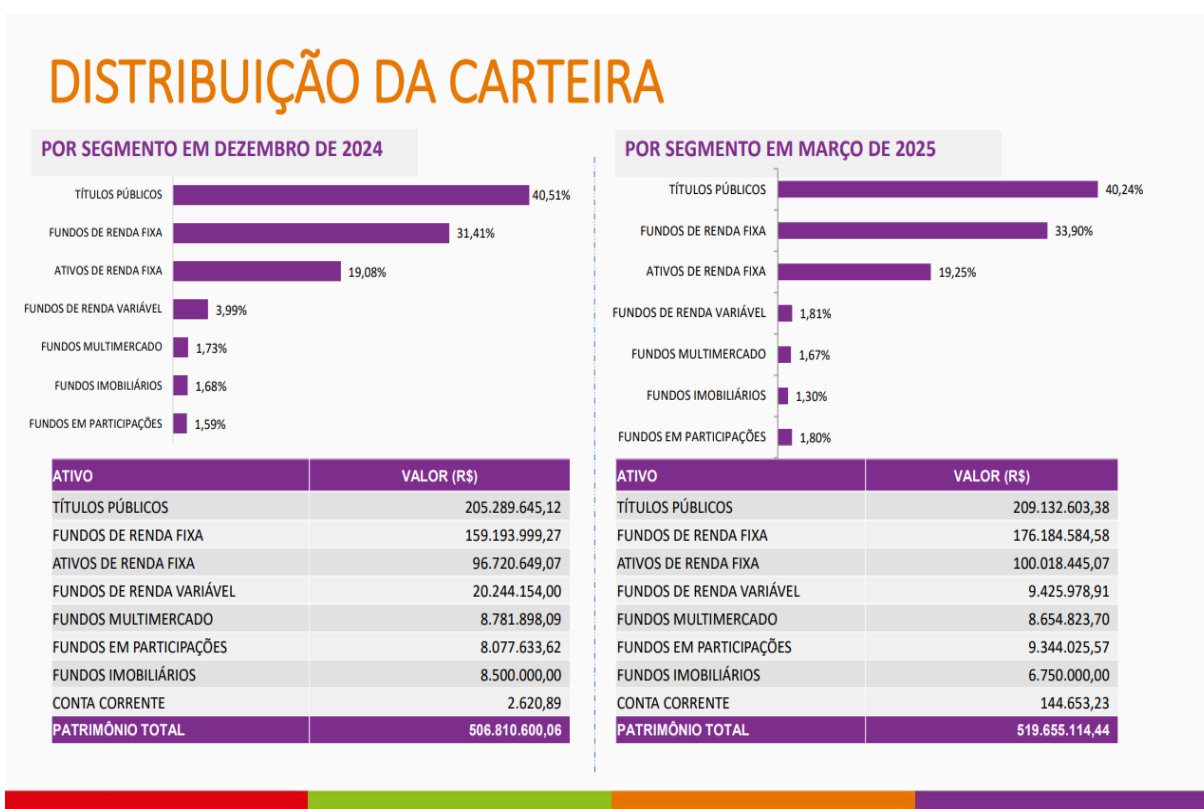 DISTRIBUIÇÃO DA CARTEIRA
POR SEGMENTO EM DEZEMBRO DE 2024
TÍTULOS PÚBLICOS 40,51%
FUNDOS DE RENDA FIXA 31,41%
ATIVOS DE RENDA FIXA 19,08%
FUNDOS DE RENDA VARIÁVEL 3,99%
FUNDOS MULTIMERCADO 1,73%
FUNDOS IMOBILIÁRIOS 1,68%
FUNDOS EM PARTICIPAÇÕES 1,59%
ATIVO VALOR (R$)
TÍTULOS PÚBLICOS 205.289.645,12
FUNDOS DE RENDA FIXA 159.193.999,27
ATIVOS DE RENDA FIXA 96.720.649,07
FUNDOS DE RENDA VARIÁVEL 20.244.154,00
FUNDOS MULTIMERCADO 8.781.898,09
FUNDOS EM PARTICIPAÇÕES 8.077.633,62
FUNDOS IMOBILIÁRIOS 8.500.000,00
CONTA CORRENTE 2.620,89
PATRIMÔNIO TOTAL 506.810.600,06
POR SEGMENTO EM MARÇO DE 2025
TÍTULOS PÚBLICOS 40,24%
FUNDOS DE RENDA FIXA 33,90%
ATIVOS DE RENDA FIXA 19,25%
FUNDOS DE RENDA VARIÁVEL 1,81%
FUNDOS MULTIMERCADO 1,67%
FUNDOS IMOBILIÁRIOS 1,30%
FUNDOS EM PARTICIPAÇÕES 1,80%
ATIVO VALOR (R$)
TÍTULOS PÚBLICOS 209.132.603,38
FUNDOS DE RENDA FIXA 176.184.584,58
ATIVOS DE RENDA FIXA 100.018.445,07
FUNDOS DE RENDA VARIÁVEL 9.425.978,91
FUNDOS MULTIMERCADO 8.654.823,70
FUNDOS EM PARTICIPAÇÕES 9.344.025,57
FUNDOS IMOBILIÁRIOS 6.750.000,00
CONTA CORRENTE 144.653,23
PATRIMÔNIO TOTAL 519.655.114,44